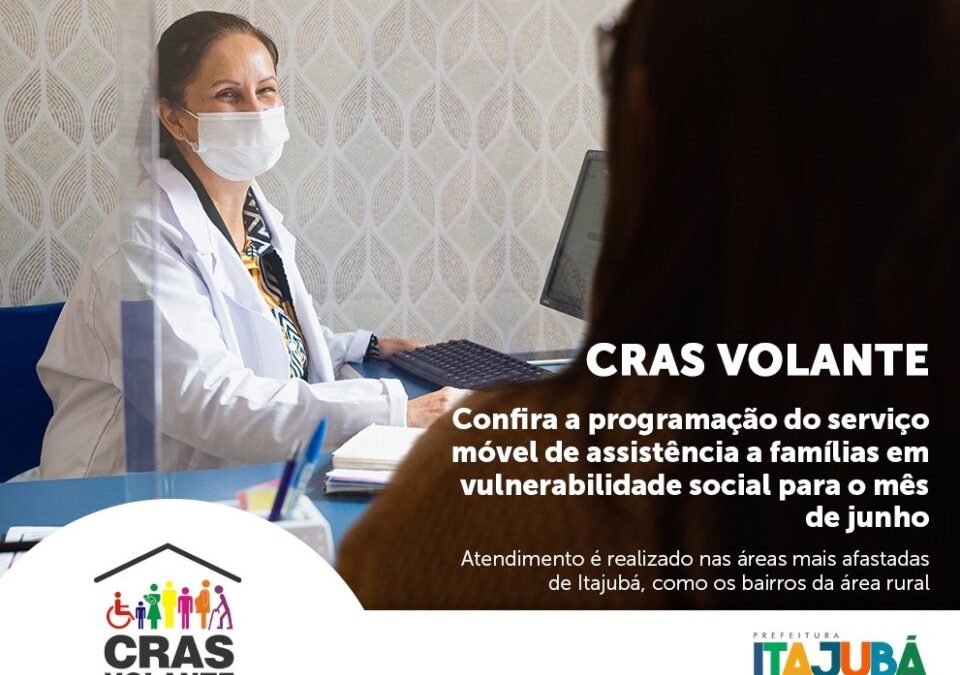 CRAS VOLANTE
Confira a programação do serviço
móvel de assistência a famílias em
vulnerabilidade social para o mês
de junho
Atendimento é realizado nas áreas mais afastadas
de Itajubá, como os bairros da área rural
CRAS
VOLANTE
PREFEITURA
ITAJUBÁ